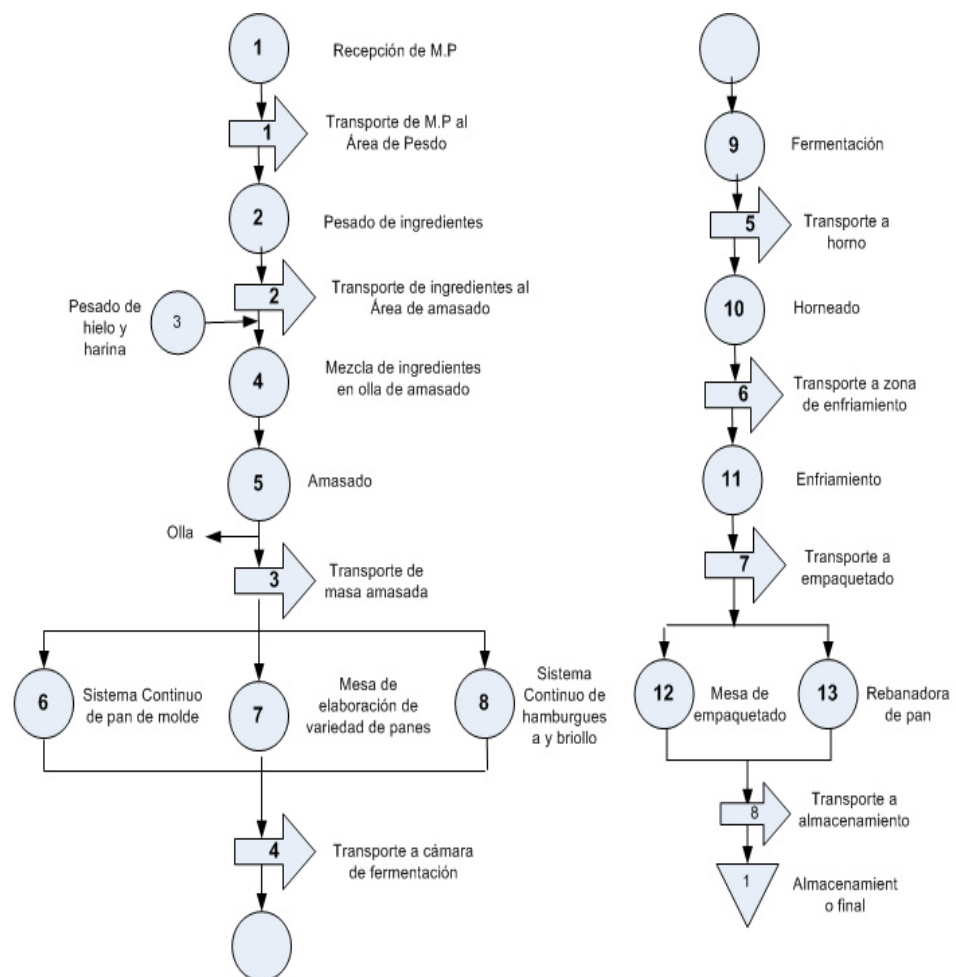 1
Recepción de M.P
1
Transporte de M.P al
Área de Pesdo
2
Pesado de ingredientes
2
Transporte de ingredientes al
Área de amasado
Pesado de
hielo y
harina
3
4
Mezcla de ingredientes
en olla de amasado
5
Amasado
Olla
3
Transporte de
masa amasada
6
Sistema Continuo
de pan de molde
7
Mesa de
elaboración de
variedad de panes
8
Sistema
Continuo de
hamburgues
a y briollo
4
Transporte a cámara
de fermentación
9
Fermentación
5
Transporte a
horno
10
Horneado
6
Transporte a zona
de enfriamiento
11
Enfriamiento
7
Transporte a
empaquetado
12
Mesa de
empaquetado
13
Rebanadora
de pan
8
Transporte a
almacenamiento
1
Almacenamient
o final